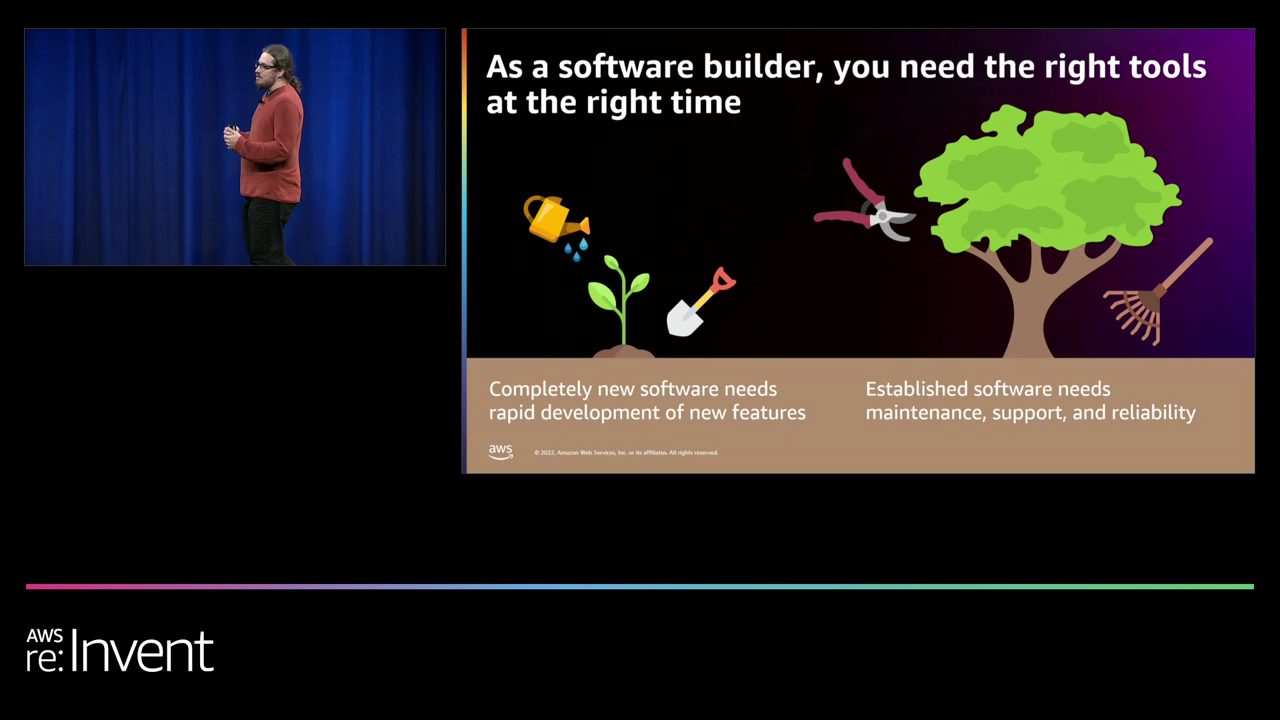 As a software builder, you need the right tools
at the right time
Completely new software needs
rapid development of new features
Established software needs
maintenance, support, and reliability
aws
© 2022, Amazon Web Services, Inc. or its affiliates. All rights reserved.
AWS
re:Invent